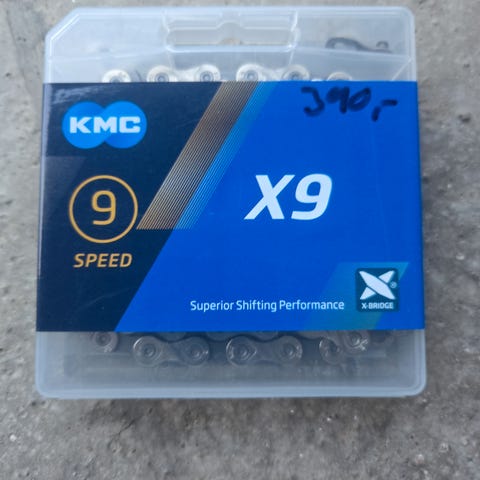 390,-
KMC
X9
9
SPEED
Superior Shifting Performance
X-BRIDGE